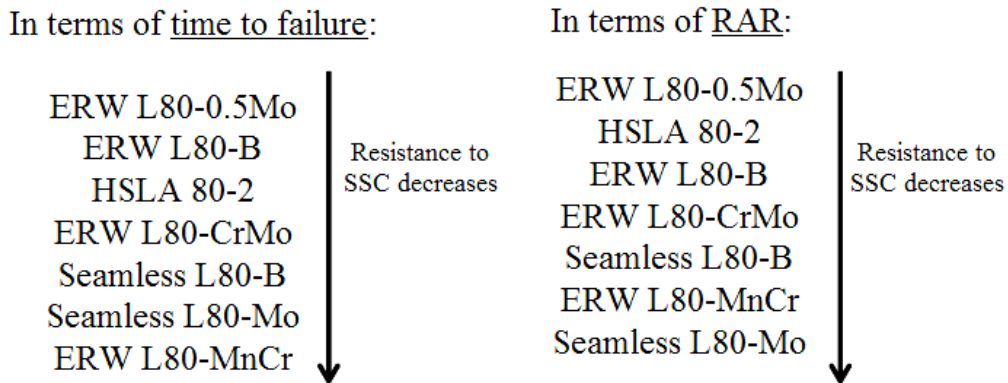 In terms of time to failure:
ERW L80-0.5Mo
ERW L80-B
HSLA 80-2
ERW L80-CrMo
Seamless L80-B
Seamless L80-Mo
ERW L80-MnCr
Resistance to
SSC decreases
In terms of RAR:
ERW L80-0.5Mo
HSLA 80-2
ERW L80-B
ERW L80-CrMo
Seamless L80-B
ERW L80-MnCr
Seamless L80-Mo
Resistance to
SSC decreases